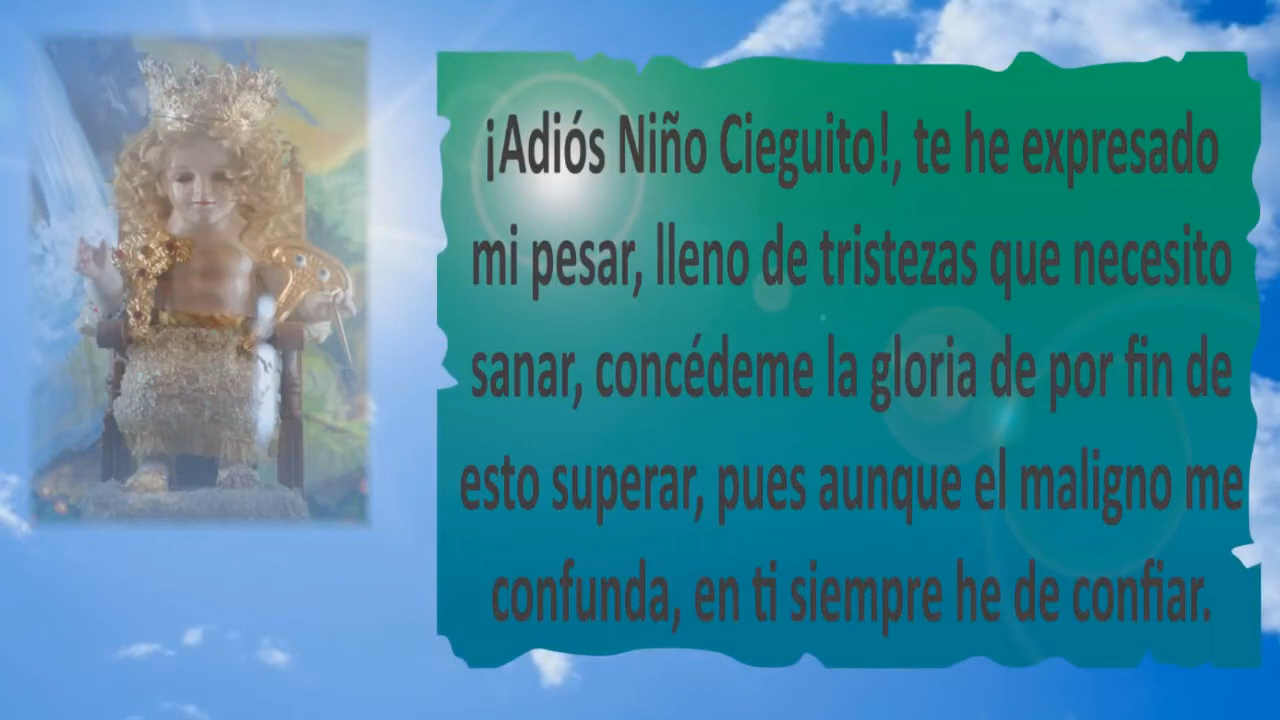 ¡Adiós Niño Cieguito!, te he expresado
mi pesar, lleno de tristezas que necesito
sanar, concédeme la gloria de por fin de
esto superar, pues aunque el maligno me
confunda, en ti siempre he de confiar.